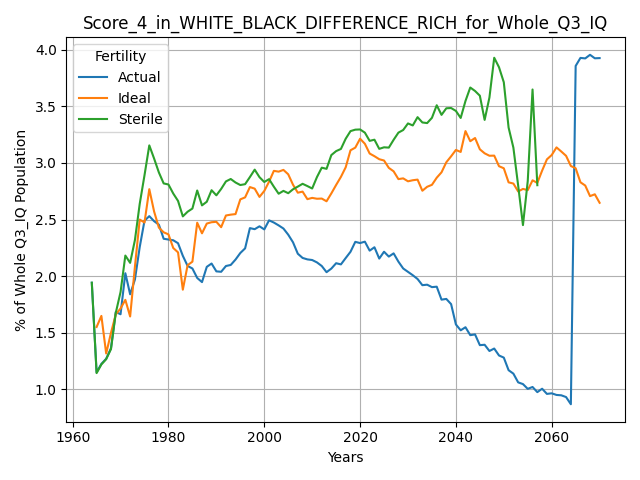 Score_4_in_WHITE_BLACK_DIFFERENCE_RICH_for_Whole_Q3_IQ
Fertility
Actual
Ideal
Sterile
% of Whole Q3_IQ Population
4.0
3.5
3.0
2.5
2.0
1.5
1.0
1960 1980 2000 2020 2040 2060
Years